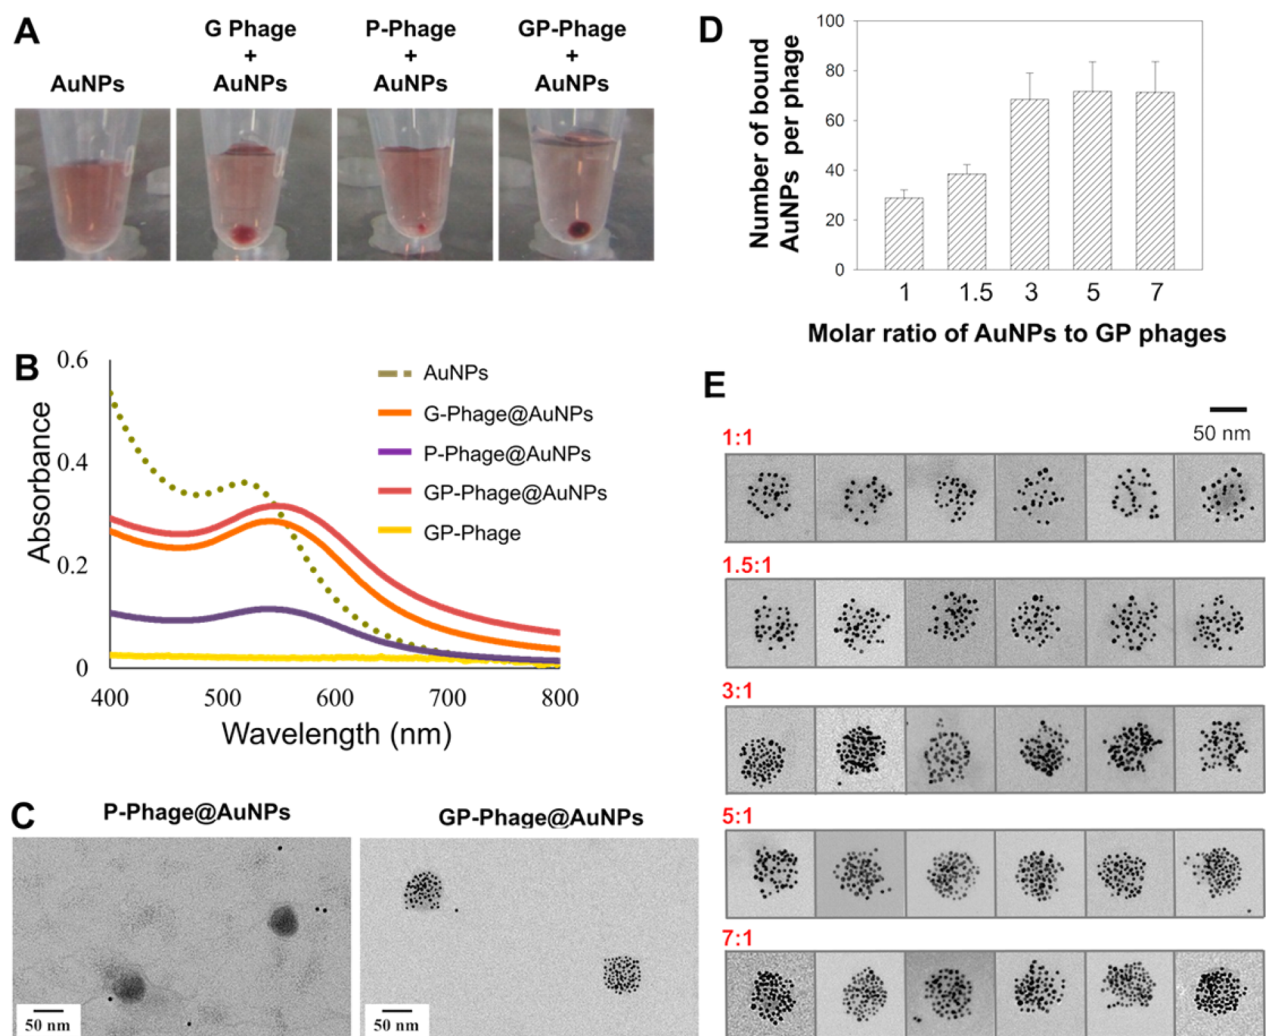 A
AuNPs
G Phage
+
AuNPs
P-Phage
+
AuNPs
GP-Phage
+
AuNPs
B
Absorbance
0.6
0.4
0.2
0
400 500 600 700 800
Wavelength (nm)
AuNPs
G-Phage@AuNPs
P-Phage@AuNPs
GP-Phage@AuNPs
GP-Phage
C
P-Phage@AuNPs
GP-Phage@AuNPs
50 nm
50 nm
D
Number of bound
AuNPs per phage
100
80
60
40
20
0
1 1.5 3 5 7
Molar ratio of AuNPs to GP phages
E
50 nm
1:1
1.5:1
3:1
5:1
7:1